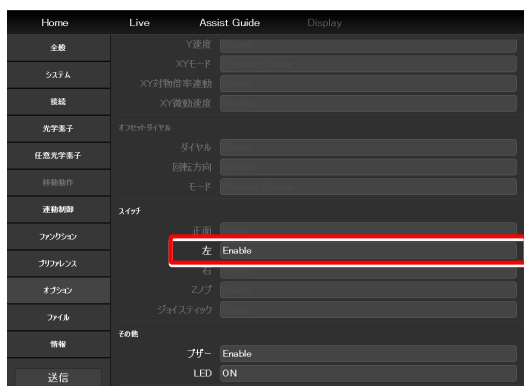 Home Live Assist Guide Display
全般
システム
接続
光学素子
任意光学素子
移動動作
連動制御
ファンクション
プリファレンス
オプション
ファイル
情報
送信
Y速度
XYモード
XY対物倍率連動
XY微動速度
オフセットダイヤル
ダイヤル
回転方向
モード
スイッチ
正面
左 Enable
右
Zノブ
ジョイスティック
その他
ブザー Enable
LED ON